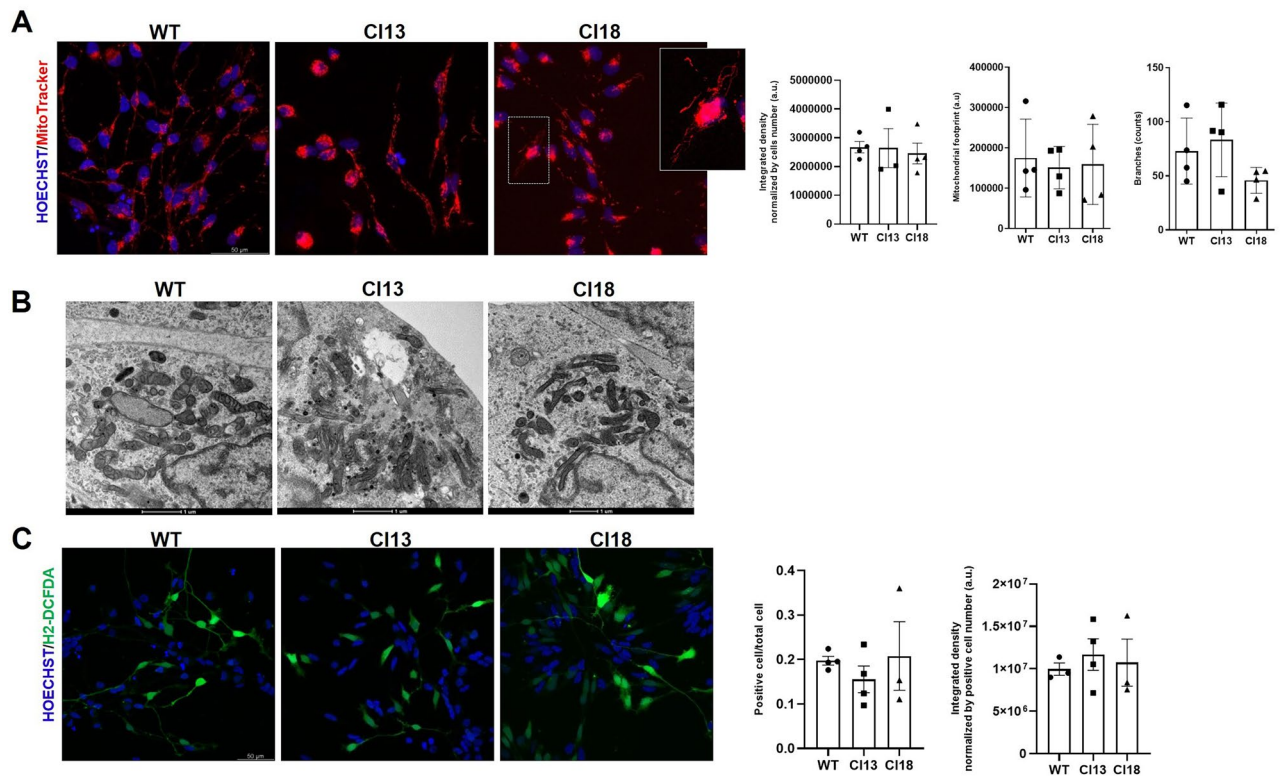 A
WT
Cl13
Cl18
HOECHST/MitoTracker
50 µm
Integrated density
normalized by cells number (a.u.)
5000000
4000000
3000000
2000000
1000000
0
WT
Cl13
Cl18
Mitochondrial footprint (a.u)
400000
300000
200000
100000
0
WT
Cl13
Cl18
Branches (counts)
150
100
50
0
WT
Cl13
Cl18
B
WT
Cl13
Cl18
1 µm
1 µm
1 µm
C
WT
Cl13
Cl18
HOECHST/H2-DCFDA
50 µm
Positive cell/total cell
0.4
0.3
0.2
0.1
0.0
WT
Cl13
Cl18
Integrated density
normalized by positive cell number (a.u.)
2×10⁷
1.5×10⁷
1×10⁷
5×10⁶
0
WT
Cl13
Cl18